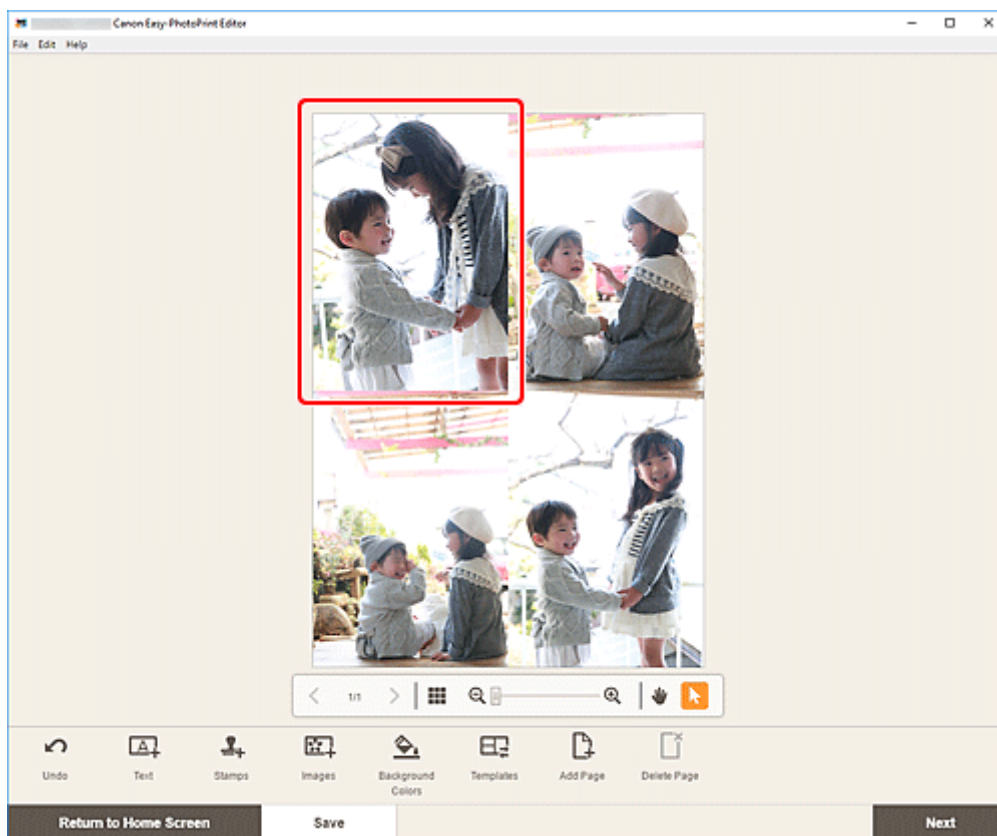 Canon Easy-PhotoPrint Editor
File Edit Help
1/1
Undo
Text
Stamps
Images
Background
Colors
Templates
Add Page
Delete Page
Return to Home Screen
Save
Next